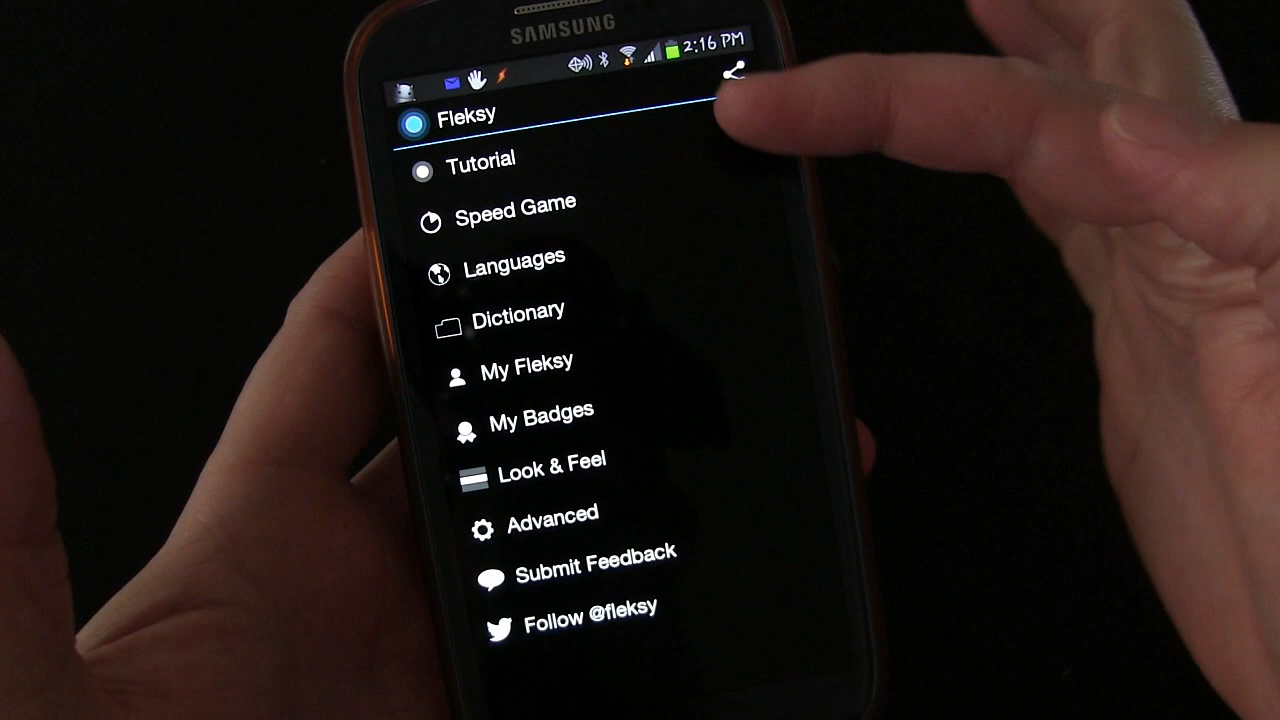 SAMSUNG
2:16 PM
Fleksy
Tutorial
Speed Game
Languages
Dictionary
My Fleksy
My Badges
Look & Feel
Advanced
Submit Feedback
Follow @fleksy